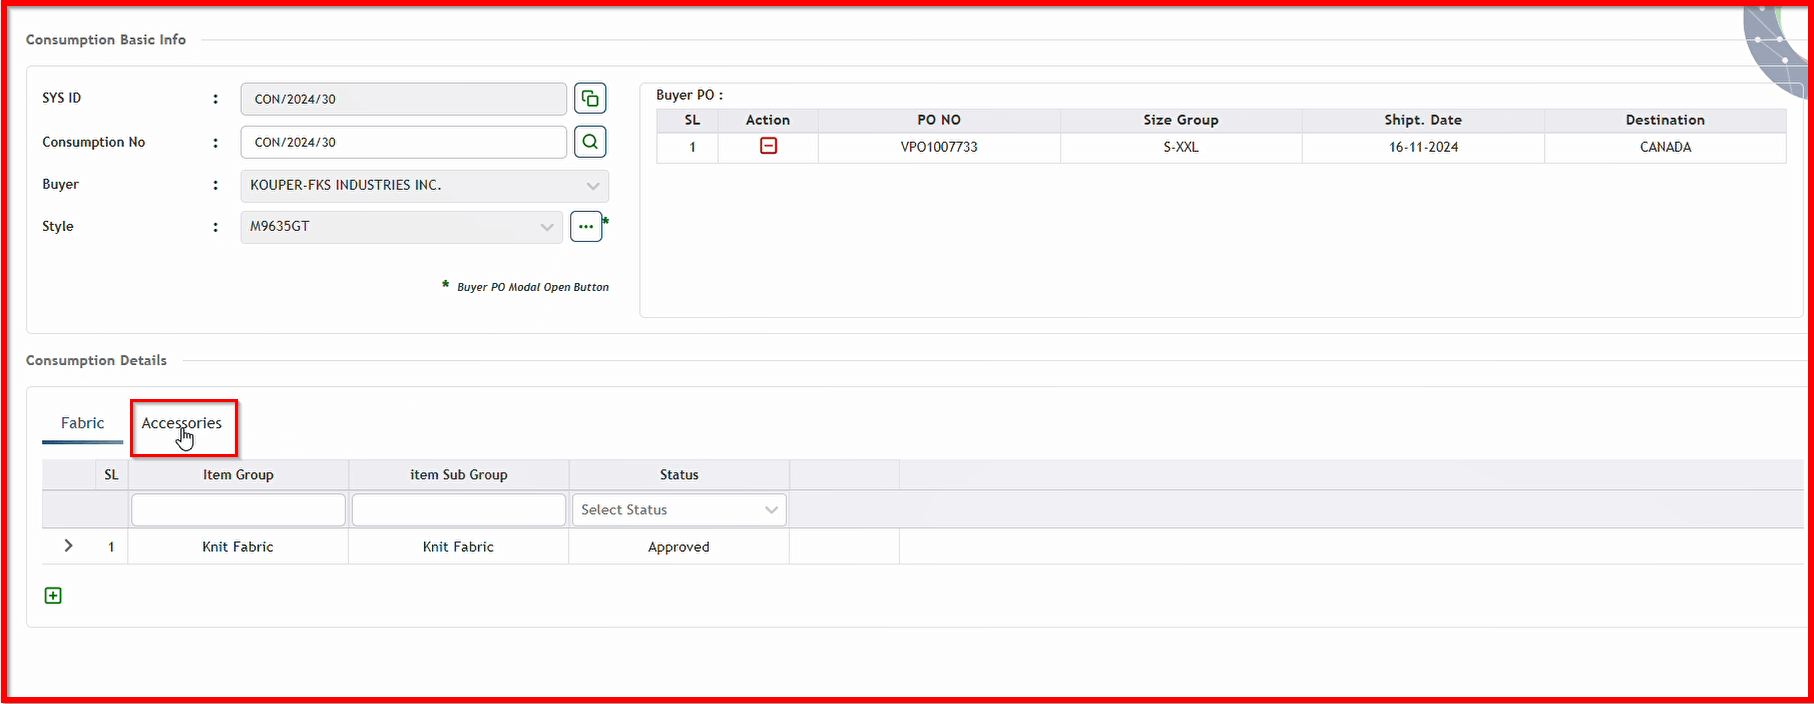 Consumption Basic Info
SYS ID : CON/2024/30
Consumption No : CON/2024/30
Buyer : KOUPER-FKS INDUSTRIES INC.
Style : M9635GT *
* Buyer PO Modal Open Button
Buyer PO :
SL Action PO NO Size Group Shipt. Date Destination
1 VPO1007733 S-XXL 16-11-2024 CANADA
Consumption Details
Fabric Accessories
SL Item Group item Sub Group Status
Select Status
1 Knit Fabric Knit Fabric Approved